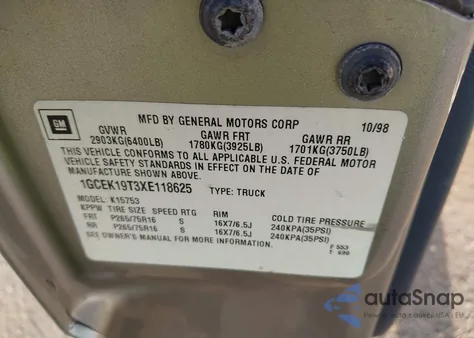 GM
MFD BY GENERAL MOTORS CORP 10/98
GVWR GAWR FRT GAWR RR
2903KG(6400LB) 1780KG(3925LB) 1701KG(3750LB)
THIS VEHICLE CONFORMS TO ALL APPLICABLE U.S. FEDERAL MOTOR
VEHICLE SAFETY STANDARDS IN EFFECT ON THE DATE OF
MANUFACTURE SHOWN ABOVE.
1GCEK19T3XE118625 TYPE: TRUCK
MODEL: K15753
KPPW TIRE SIZE SPEED RTG RIM COLD TIRE PRESSURE
FRT P265/75R16 S 16X7/6.5J 240KPA(35PSI)
RR P265/75R16 S 16X7/6.5J 240KPA(35PSI)
SEE OWNER'S MANUAL FOR MORE INFORMATION.
F 553
autaSnap